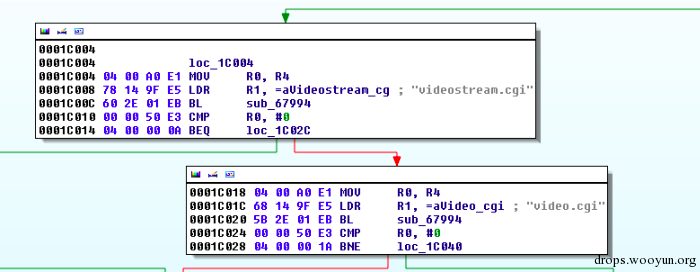 0001C004
0001C004 loc_1C004
0001C004 04 00 A0 E1 MOV R0, R4
0001C008 78 14 9F E5 LDR R1, =aVideostream_cg ; "videostream.cgi"
0001C00C 60 2E 01 EB BL sub_67994
0001C010 00 00 50 E3 CMP R0, #0
0001C014 04 00 00 0A BEQ loc_1C02C
0001C018 04 00 A0 E1 MOV R0, R4
0001C01C 68 14 9F E5 LDR R1, =aVideo_cgi ; "video.cgi"
0001C020 5B 2E 01 EB BL sub_67994
0001C024 00 00 50 E3 CMP R0, #0
0001C028 04 00 00 1A BNE loc_1C040
drops.wooyun.org